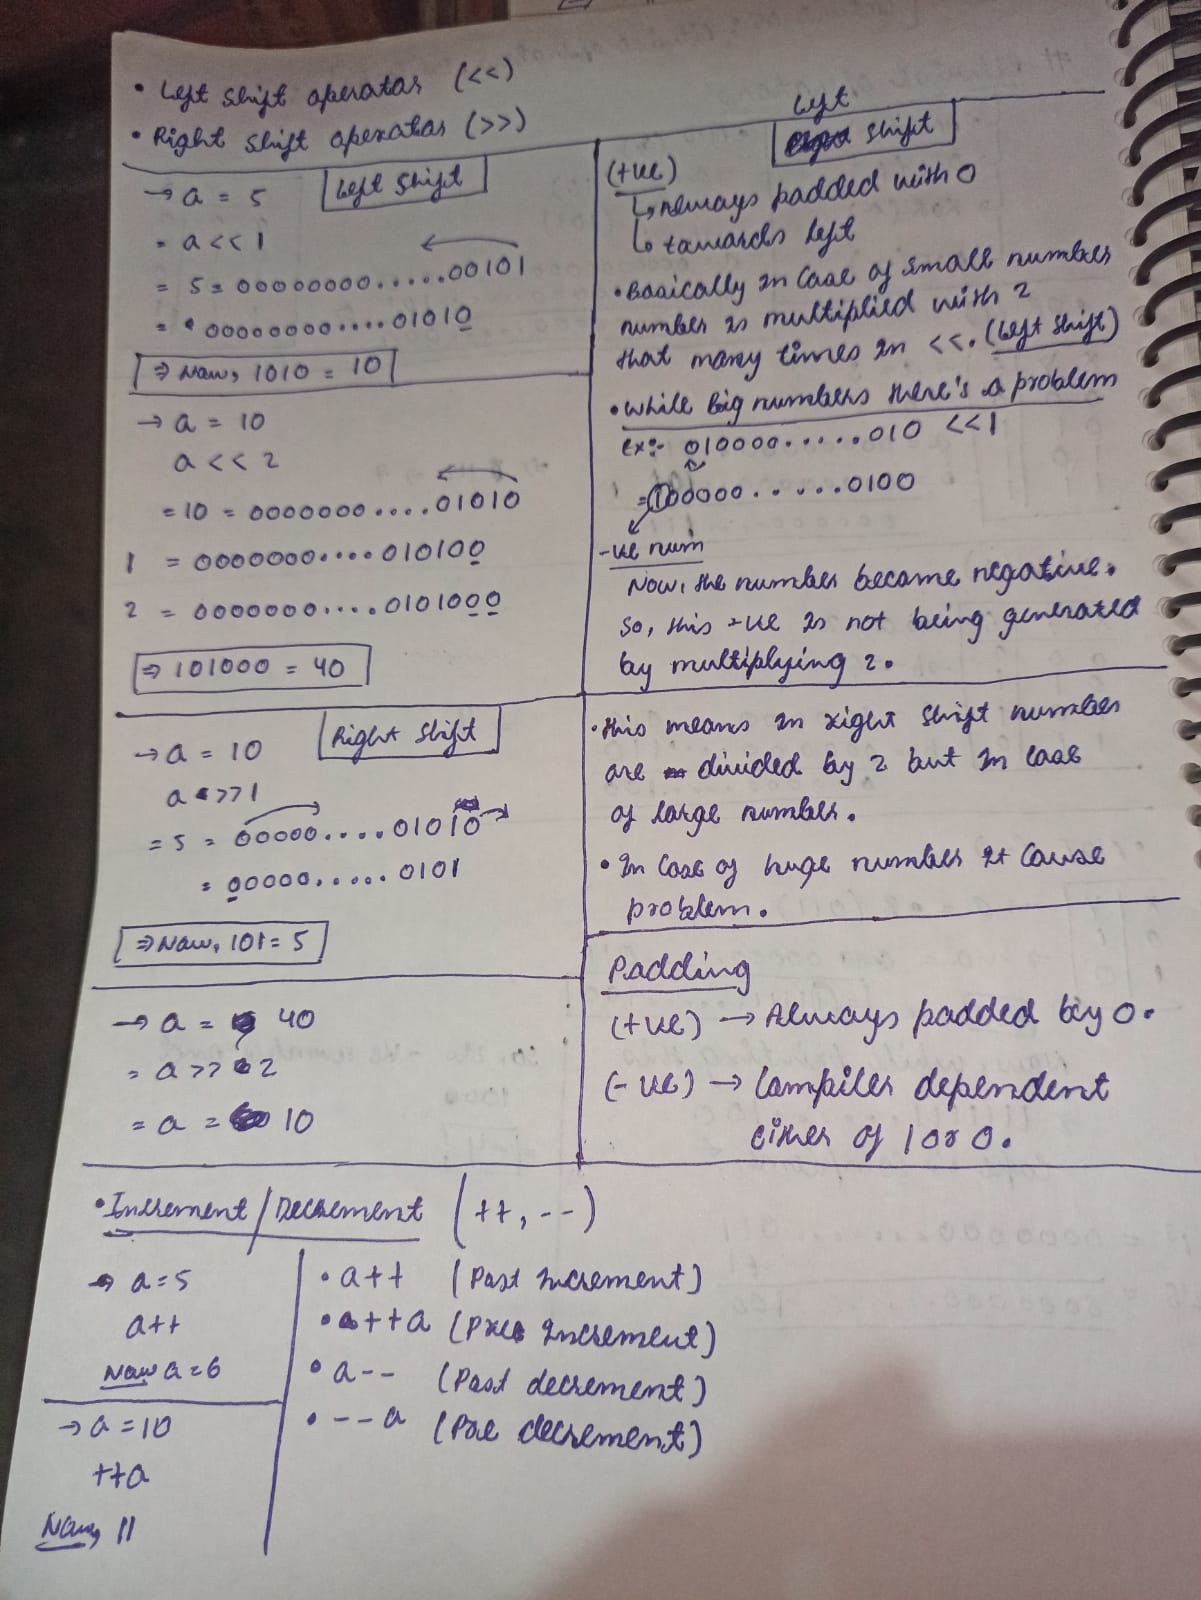 • Left shift operator (<<)
• Right shift operator (>>)
Left Shift
→ a = 5
= a << 1
= 5 = 00000000.....00101
= 00000000....01010
⇒ Now, 1010 = 10
→ a = 10
a << 2
= 10 = 0000000....01010
1 = 0000000....010100
2 = 0000000....0101000
⇒ 101000 = 40
Right Shift
→ a = 10
a >> 1
= 5 = 00000....01010
= 00000...... 0101
⇒ Now, 101 = 5
→ a = 40
= a >> 2
= a = 10
Left
Shift
(+ve)
↳ Always padded with 0
↳ towards left
• Basically in case of small number
number is multiplied with 2
that many times in <<. (Left Shift)
• While big numbers there's a problem
ex:- 010000.....010 << 1
= 100000......0100
-ve num
Now, the number became negative.
So, this -ve is not being generated
by multiplying 2.
• this means in right shift number
are divided by 2 but in case
of large number.
• In case of huge number it cause
problem.
Padding
(+ve) → Always padded by 0.
(-ve) → Compiler dependent
either of 1 or 0.
• Increment / Decrement (++, --)
→ a = 5
a++
Now a = 6
→ a = 10
++a
Now, 11
• a++ (Post increment)
• ++a (Pre Increment)
• a-- (Post decrement)
• --a (Pre decrement)